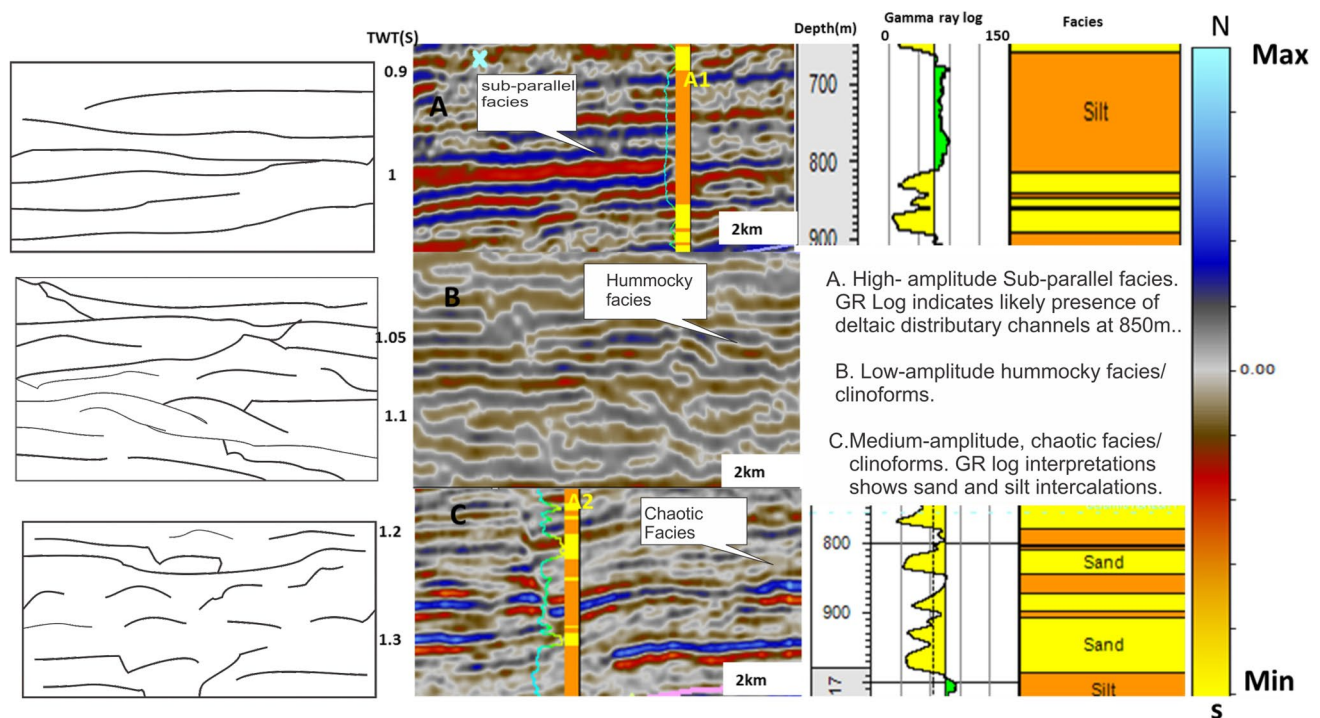 TWT(S)
Depth(m)
Gamma ray log
Facies
0
150
N
Max
0.9
A
sub-parallel
facies
A1
700
Silt
800
1
2km
900
B
Hummocky
facies
A. High- amplitude Sub-parallel facies.
GR Log indicates likely presence of
deltaic distributary channels at 850m..
1.05
0.00
B. Low-amplitude hummocky facies/
clinoforms.
1.1
C.Medium-amplitude, chaotic facies/
clinoforms. GR log interpretations
shows sand and silt intercalations.
2km
C
A2
Chaotic
Facies
1.2
800
Sand
900
Sand
1.3
2km
17
Silt
Min
S